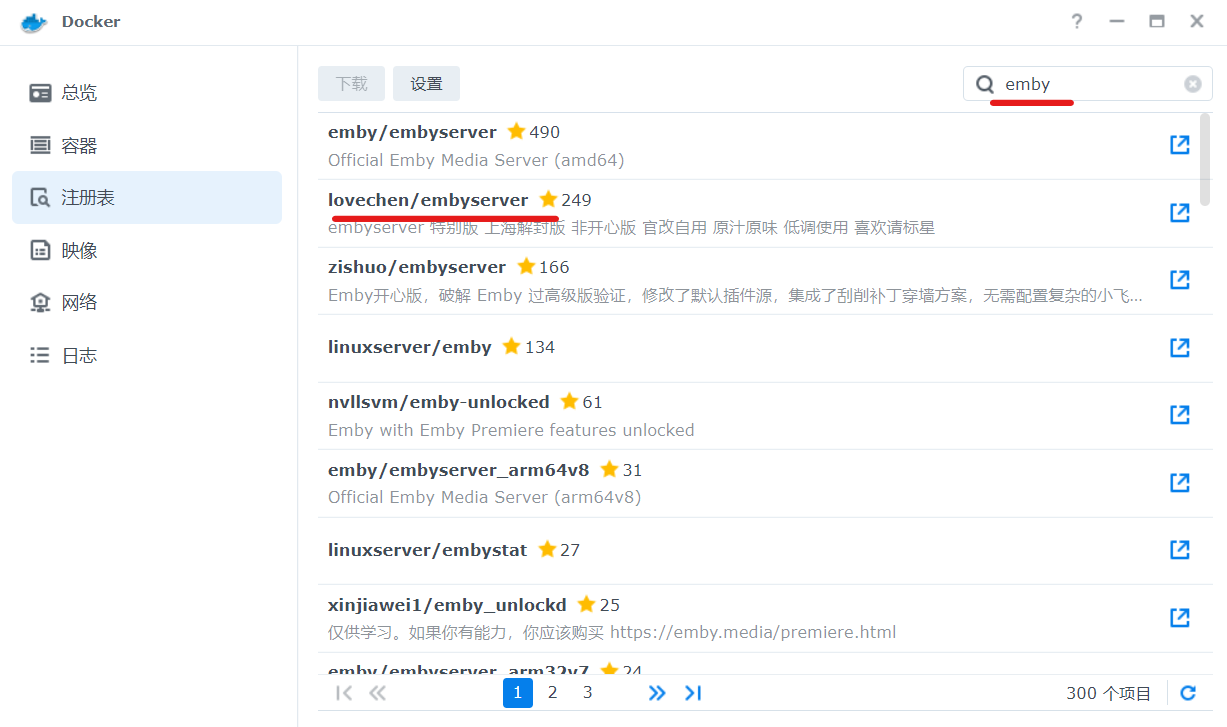 Docker
总览
容器
注册表
映像
网络
日志
下载 设置 emby
emby/embyserver 490
Official Emby Media Server (amd64)
lovechen/embyserver 249
embyserver 特别版 上海解封版 非开心版 官改自用 原汁原味 低调使用 喜欢请标星
zishuo/embyserver 166
Emby开心版，破解 Emby 过高级版验证，修改了默认插件源，集成了刮削补丁穿墙方案，无需配置复杂的小飞...
linuxserver/emby 134
nvllsvm/emby-unlocked 61
Emby with Emby Premiere features unlocked
emby/embyserver_arm64v8 31
Official Emby Media Server (arm64v8)
linuxserver/embystat 27
xinjiawei1/emby_unlockd 25
仅供学习。如果你有能力，你应该购买 https://emby.media/premiere.html
emby/embyserver_arm32v7 24
1 2 3 300 个项目